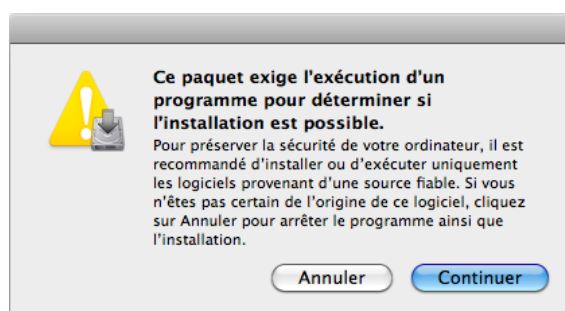 Ce paquet exige l'exécution d'un
programme pour déterminer si
l'installation est possible.
Pour préserver la sécurité de votre ordinateur, il est
recommandé d'installer ou d'exécuter uniquement
les logiciels provenant d'une source fiable. Si vous
n'êtes pas certain de l'origine de ce logiciel, cliquez
sur Annuler pour arrêter le programme ainsi que
l'installation.
Annuler Continuer